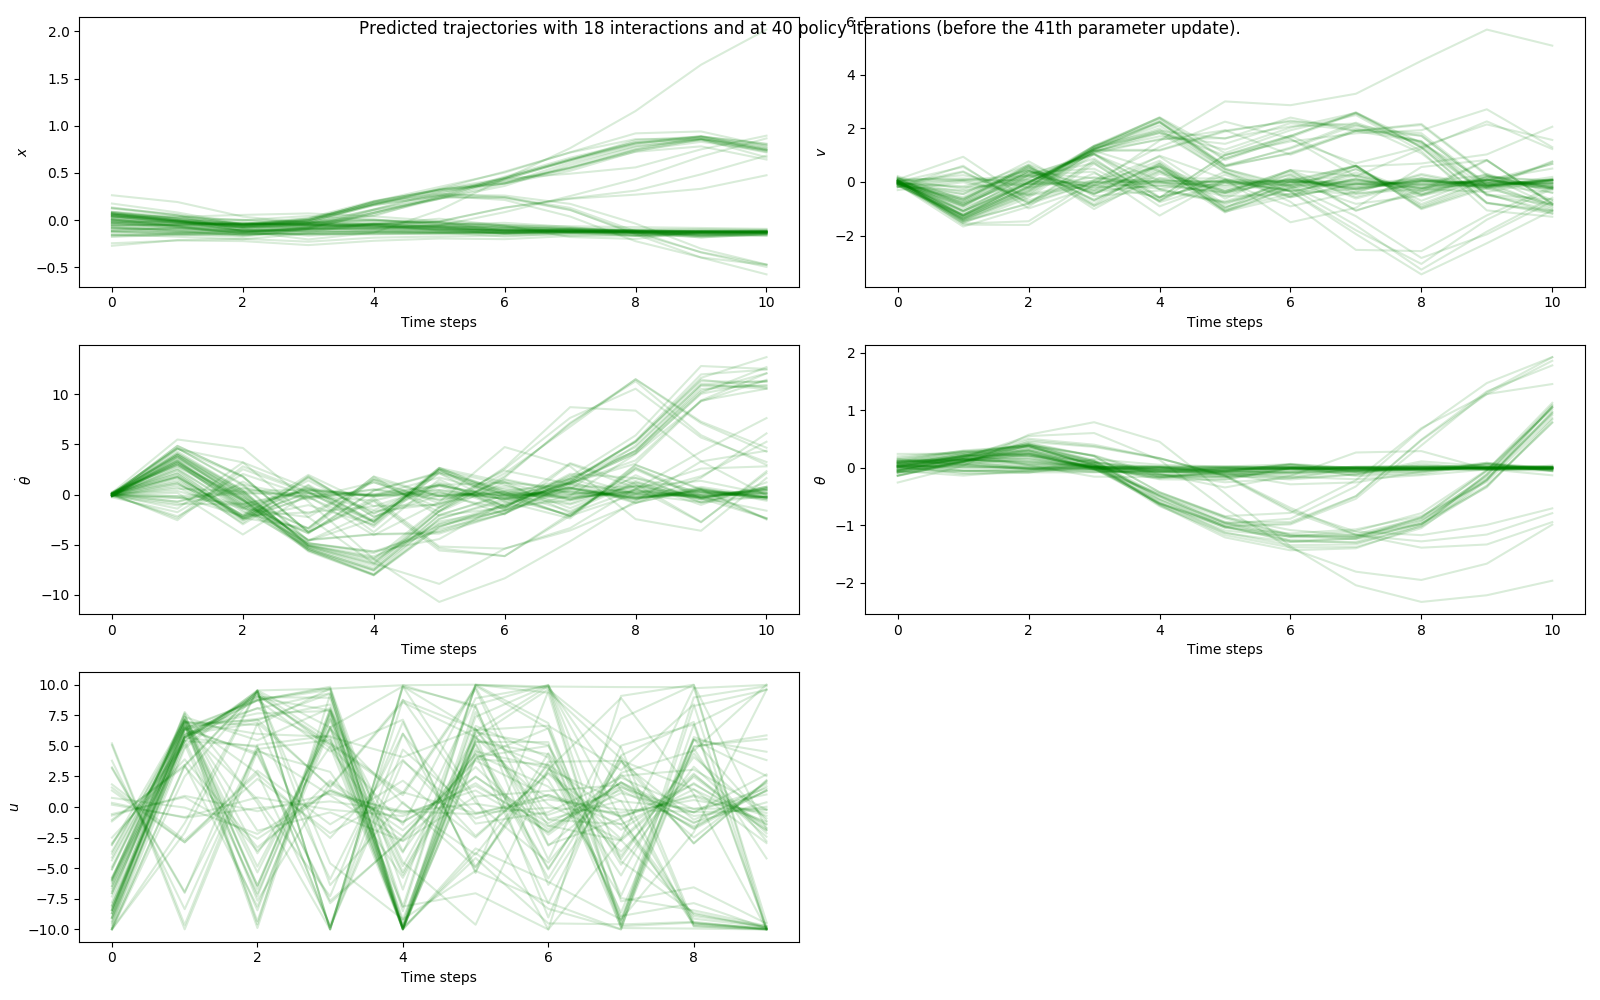 Predicted trajectories with 18 interactions and at 40 policy iterations (before the 41th parameter update).
2.0
1.5
1.0
0.5
0.0
−0.5
x
0 2 4 6 8 10
Time steps
6
4
2
0
−2
v
0 2 4 6 8 10
Time steps
10
5
0
−5
−10
θ̇
0 2 4 6 8 10
Time steps
2
1
0
−1
−2
θ
0 2 4 6 8 10
Time steps
10.0
7.5
5.0
2.5
0.0
−2.5
−5.0
−7.5
−10.0
u
0 2 4 6 8
Time steps